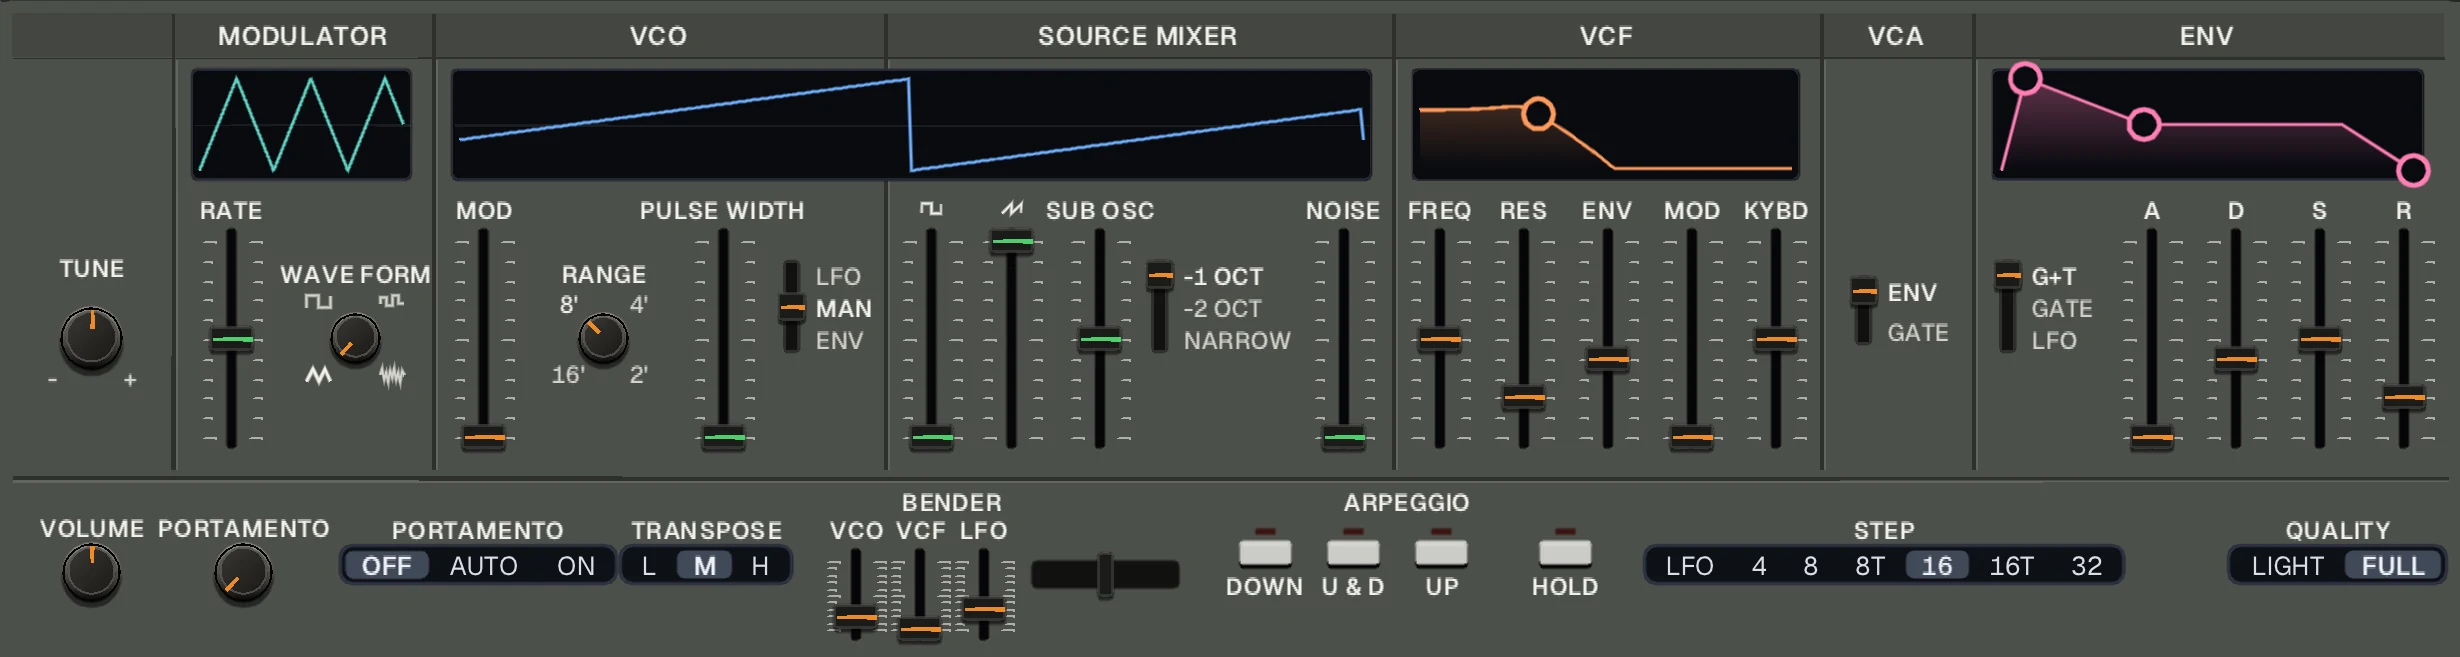 MODULATOR
VCO
SOURCE MIXER
VCF
VCA
ENV
TUNE
- +
RATE
WAVE FORM
MOD
RANGE
8' 4'
16' 2'
PULSE WIDTH
LFO
MAN
ENV
SUB OSC
-1 OCT
-2 OCT
NARROW
NOISE
FREQ RES ENV MOD KYBD
ENV
GATE
G+T
GATE
LFO
A D S R
VOLUME
PORTAMENTO
PORTAMENTO
OFF AUTO ON
TRANSPOSE
L M H
BENDER
VCO VCF LFO
ARPEGGIO
DOWN U & D UP HOLD
STEP
LFO 4 8 8T 16 16T 32
QUALITY
LIGHT FULL